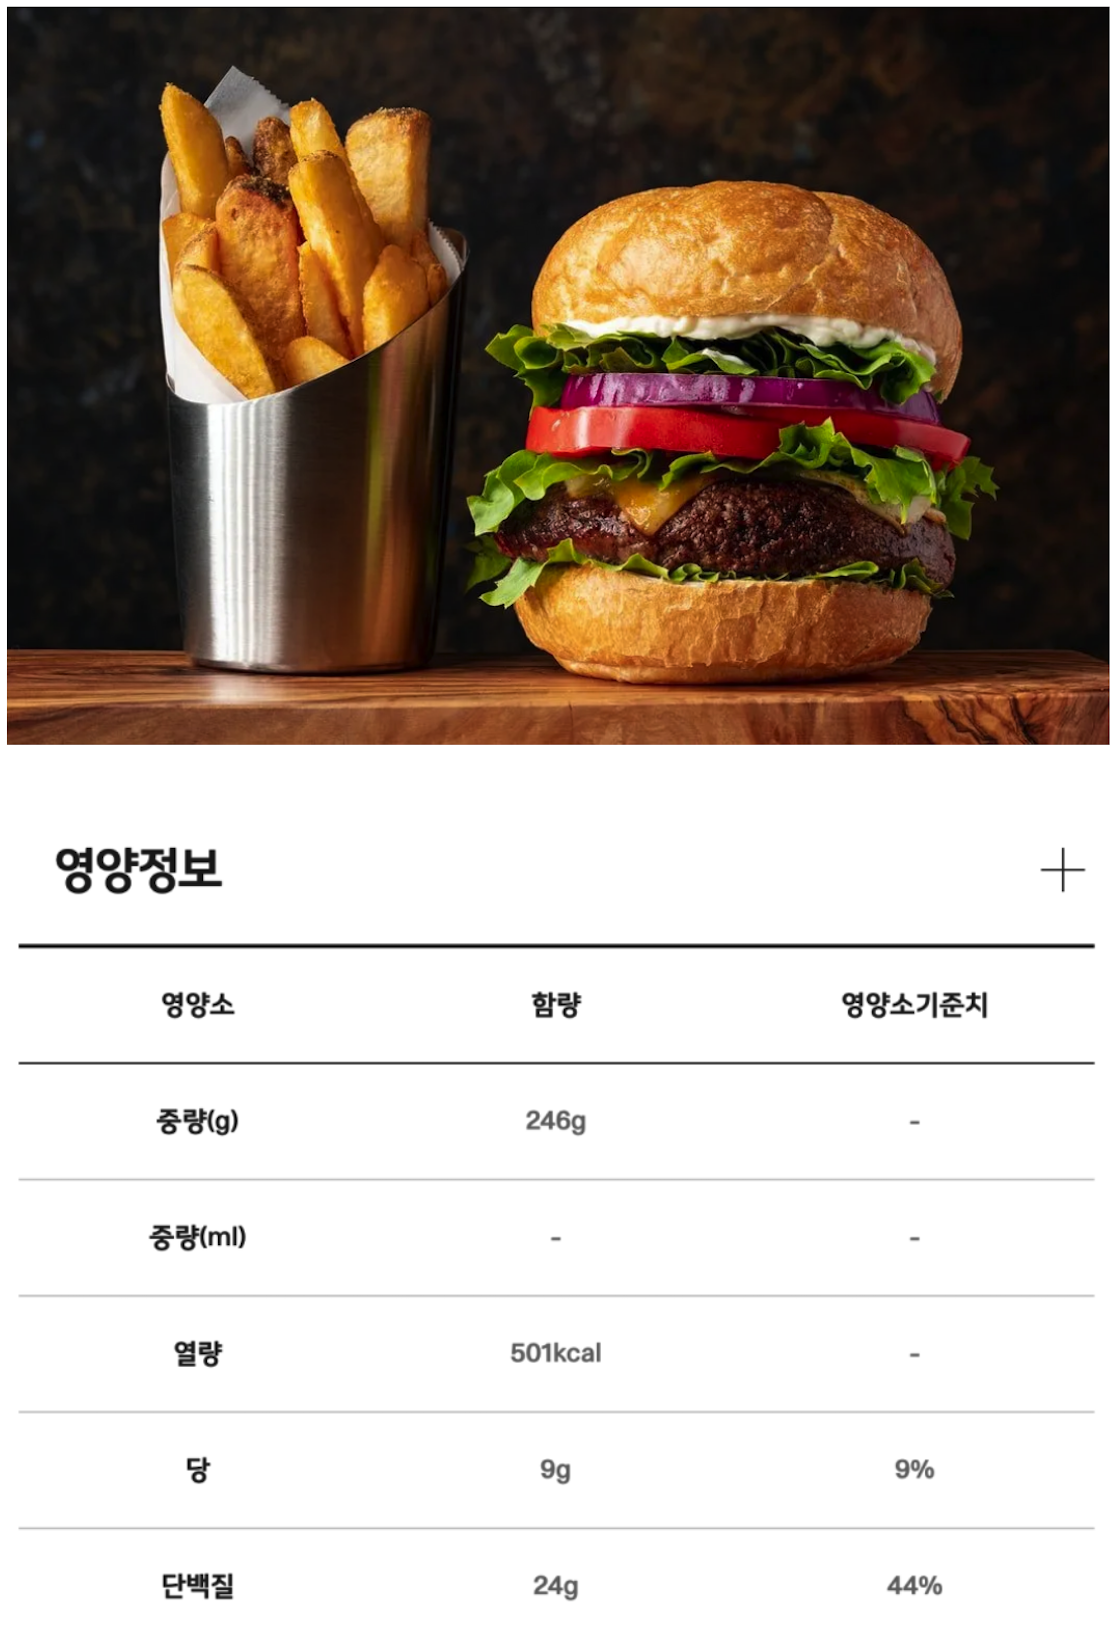 영양정보
영양소 함량 영양소기준치
중량(g) 246g -
중량(ml) - -
열량 501kcal -
당 9g 9%
단백질 24g 44%